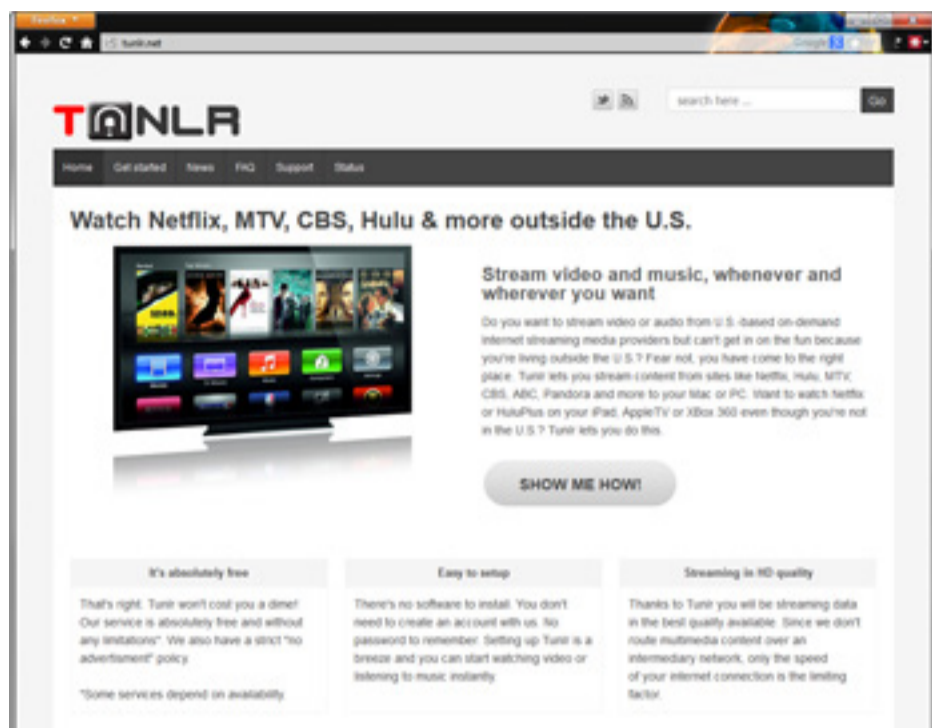 Firefox
tunlr.net
Google
TUNLR
search here ...
Go
Home Get started News FAQ Support Status
Watch Netflix, MTV, CBS, Hulu & more outside the U.S.
Stream video and music, whenever and
wherever you want
Do you want to stream video or audio from U.S.-based on-demand
internet streaming media providers but can't get in on the fun because
you're living outside the U.S.? Fear not, you have come to the right
place. Tunlr lets you stream content from sites like Netflix, Hulu, MTV,
CBS, ABC, Pandora and more to your Mac or PC. Want to watch Netflix
or HuluPlus on your iPad, AppleTV or XBox 360 even though you're not
in the U.S.? Tunlr lets you do this.
SHOW ME HOW!
It's absolutely free
That's right. Tunlr won't cost you a dime!
Our service is absolutely free and without
any limitations*. We also have a strict "no
advertisment" policy.
*Some services depend on availability.
Easy to setup
There's no software to install. You don't
need to create an account with us. No
password to remember. Setting up Tunlr is a
breeze and you can start watching video or
listening to music instantly.
Streaming in HD quality
Thanks to Tunlr you will be streaming data
in the best quality available. Since we don't
route multimedia content over an
intermediary network, only the speed
of your internet connection is the limiting
factor.